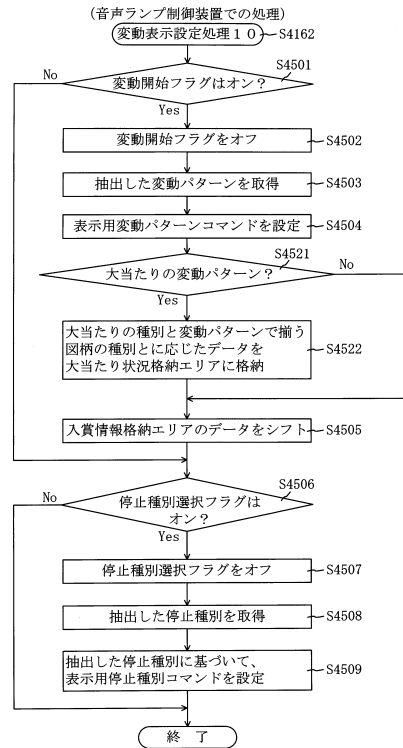 (音声ランプ制御装置での処理)
変動表示設定処理10
S4162
変動開始フラグはオン?
S4501
No
Yes
変動開始フラグをオフ
S4502
抽出した変動パターンを取得
S4503
表示用変動パターンコマンドを設定
S4504
大当たりの変動パターン?
S4521
No
Yes
大当たりの種別と変動パターンで揃う
図柄の種別とに応じたデータを
大当たり状況格納エリアに格納
S4522
入賞情報格納エリアのデータをシフト
S4505
停止種別選択フラグは
オン?
S4506
No
Yes
停止種別選択フラグをオフ
S4507
抽出した停止種別を取得
S4508
抽出した停止種別に基づいて、
表示用停止種別コマンドを設定
S4509
終 了